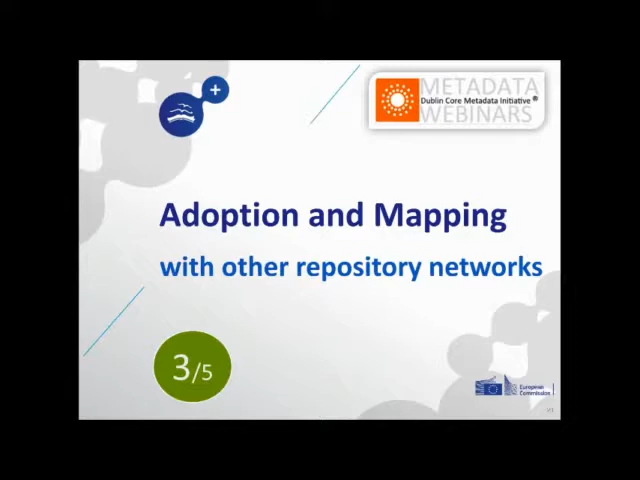 METADATA
Dublin Core Metadata Initiative®
WEBINARS
+
Adoption and Mapping
with other repository networks
3/5
European
Commission